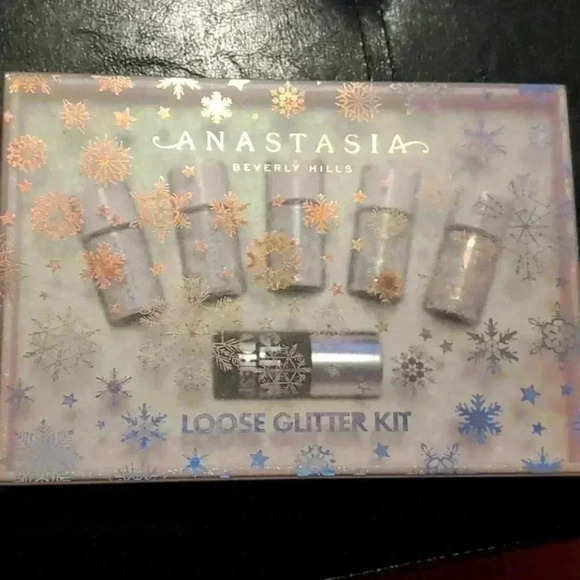 ANASTASIA
BEVERLY HILLS
LOOSE GLITTER KIT